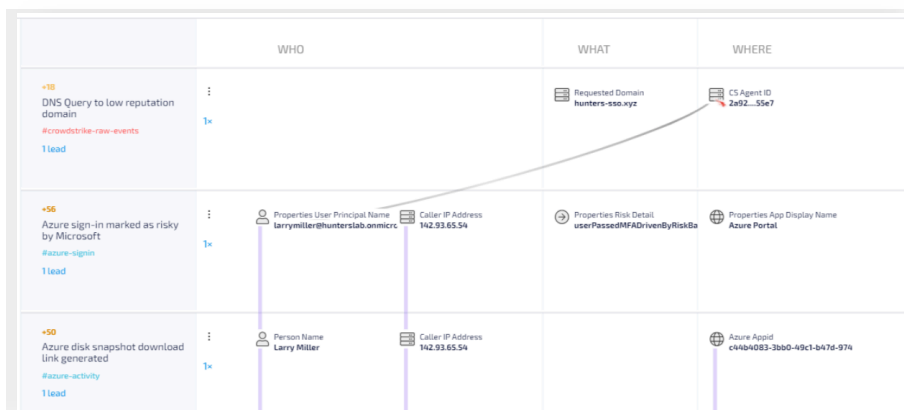 WHO
WHAT
WHERE
+18
DNS Query to low reputation
domain
#crowdstrike-raw-events
1 lead
1×
Requested Domain
hunters-sso.xyz
CS Agent ID
2a92....55e7
+56
Azure sign-in marked as risky
by Microsoft
#azure-signin
1 lead
1×
Properties User Principal Name
larrymiller@hunterslab.onmicrc
Caller IP Address
142.93.65.54
Properties Risk Detail
userPassedMFADrivenByRiskBa
Properties App Display Name
Azure Portal
+50
Azure disk snapshot download
link generated
#azure-activity
1 lead
1×
Person Name
Larry Miller
Caller IP Address
142.93.65.54
Azure Appid
c44b4083-3bb0-49c1-b47d-974